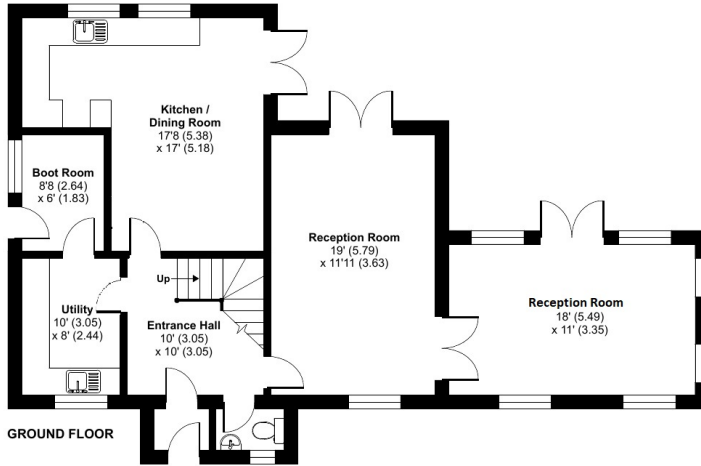 Kitchen /
Dining Room
17'8 (5.38)
x 17' (5.18)
Boot Room
8'8 (2.64)
x 6' (1.83)
Reception Room
19' (5.79)
x 11'11 (3.63)
Up
Utility
10' (3.05)
x 8' (2.44)
Entrance Hall
10' (3.05)
x 10' (3.05)
Reception Room
18' (5.49)
x 11' (3.35)
GROUND FLOOR